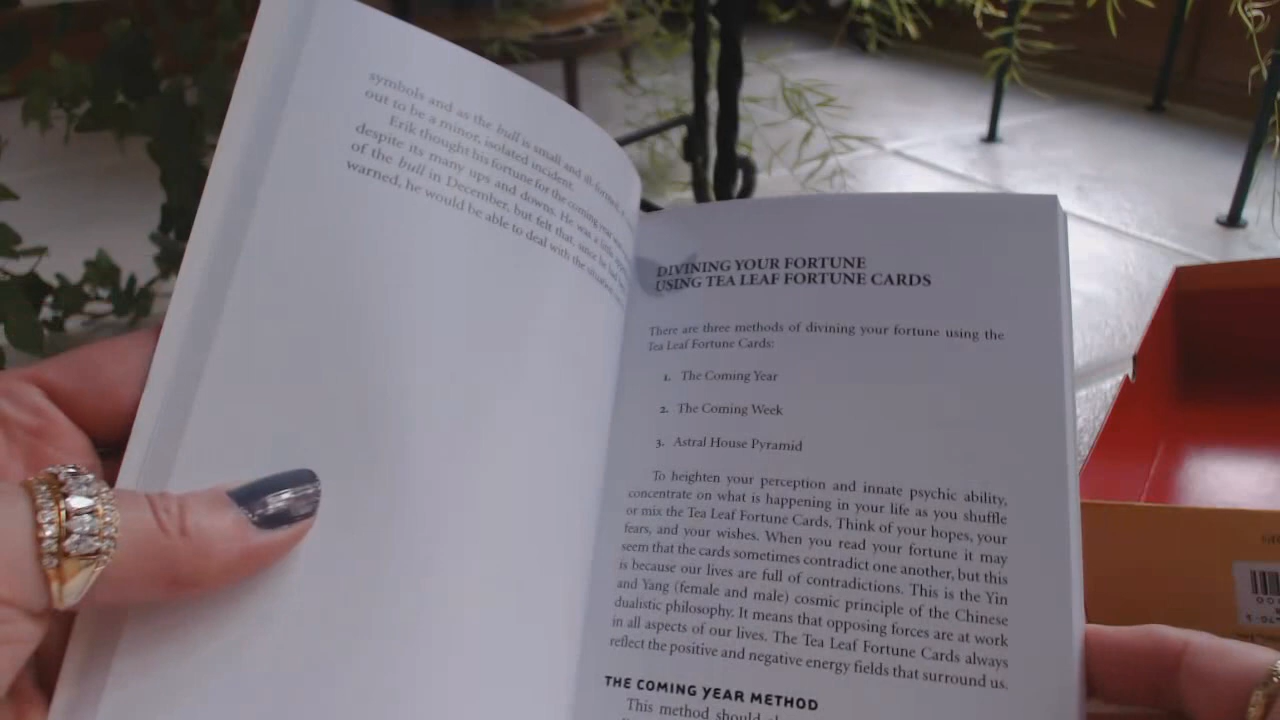 symbols and as the bull is small and ill-formed,
out to be a minor, isolated incident.
Erik thought his fortune for the coming year
despite its many ups and downs. He was a little
of the bull in December, but felt that, since he had
warned, he would be able to deal with the situation
DIVINING YOUR FORTUNE
USING TEA LEAF FORTUNE CARDS
There are three methods of divining your fortune using the
Tea Leaf Fortune Cards:
1. The Coming Year
2. The Coming Week
3. Astral House Pyramid
To heighten your perception and innate psychic ability,
concentrate on what is happening in your life as you shuffle
or mix the Tea Leaf Fortune Cards. Think of your hopes, your
fears, and your wishes. When you read your fortune it may
seem that the cards sometimes contradict one another, but this
is because our lives are full of contradictions. This is the Yin
and Yang (female and male) cosmic principle of the Chinese
dualistic philosophy. It means that opposing forces are at work
in all aspects of our lives. The Tea Leaf Fortune Cards always
reflect the positive and negative energy fields that surround us.
THE COMING YEAR METHOD
This method should